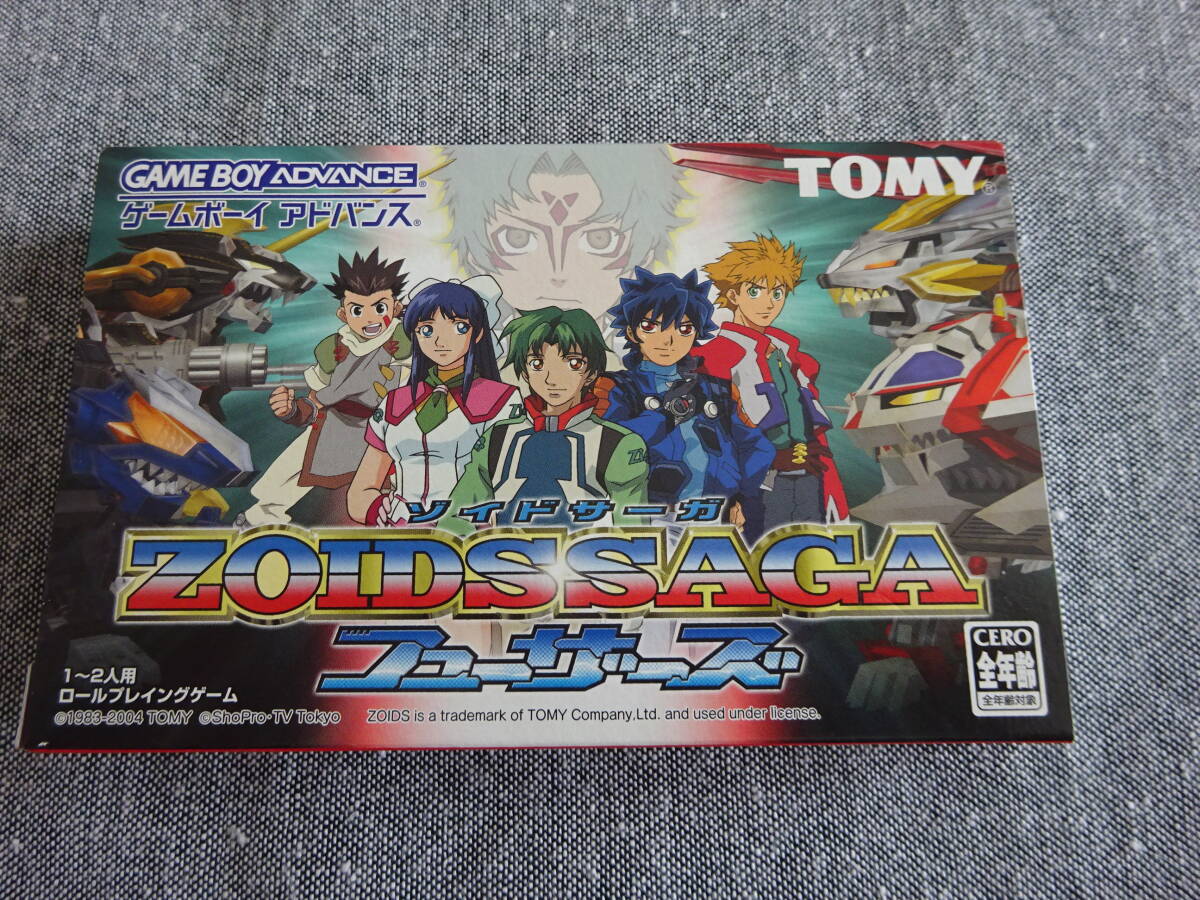 GAME BOY ADVANCE®
ゲームボーイ アドバンス®
TOMY®
ゾイドサーガ
ZOIDS SAGA
フューザーズ
1~2人用
ロールプレイングゲーム
©1983-2004 TOMY ©ShoPro・TV Tokyo ZOIDS is a trademark of TOMY Company,Ltd. and used under license.
CERO
全年齢
全年齢対象